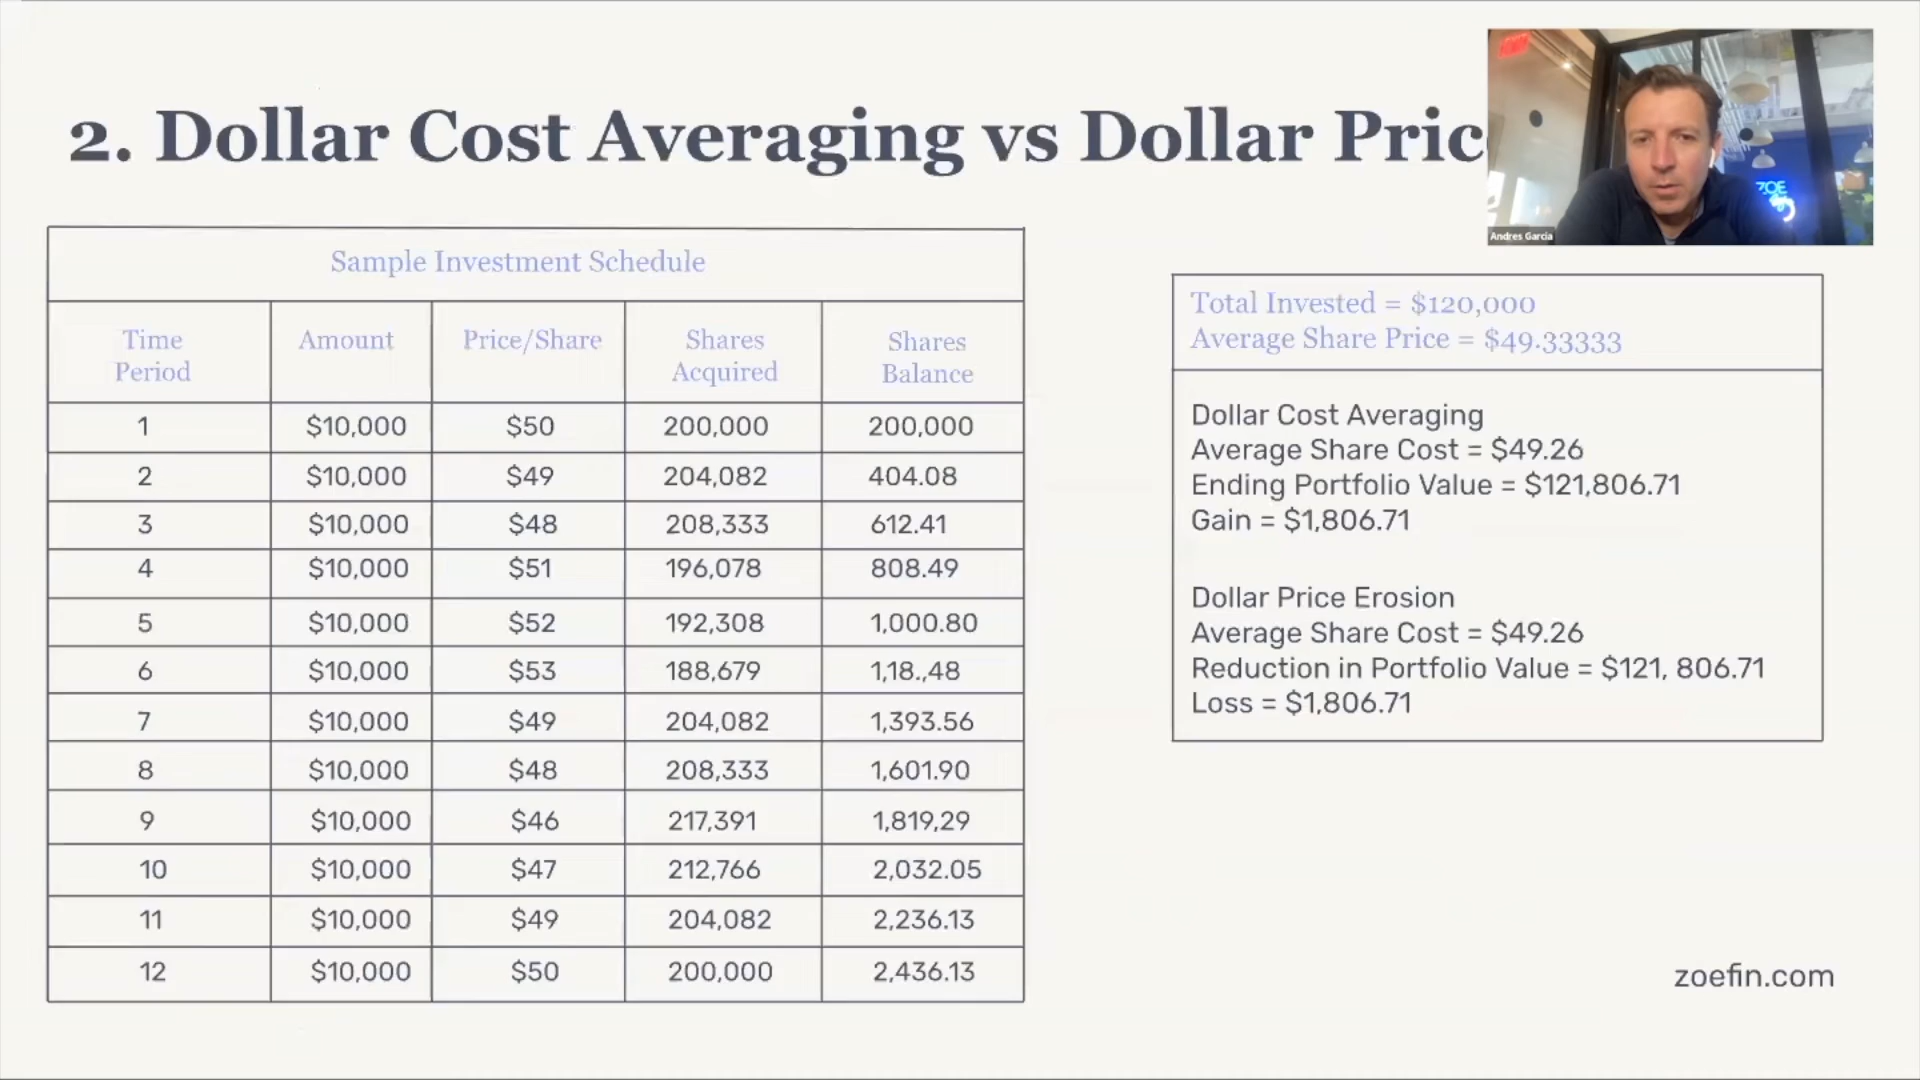 2. Dollar Cost Averaging vs Dollar Pric
Andres Garcia
Sample Investment Schedule
Time Period Amount Price/Share Shares Acquired Shares Balance
1 $10,000 $50 200,000 200,000
2 $10,000 $49 204,082 404.08
3 $10,000 $48 208,333 612.41
4 $10,000 $51 196,078 808.49
5 $10,000 $52 192,308 1,000.80
6 $10,000 $53 188,679 1,18.,48
7 $10,000 $49 204,082 1,393.56
8 $10,000 $48 208,333 1,601.90
9 $10,000 $46 217,391 1,819,29
10 $10,000 $47 212,766 2,032.05
11 $10,000 $49 204,082 2,236.13
12 $10,000 $50 200,000 2,436.13
Total Invested = $120,000
Average Share Price = $49.33333
Dollar Cost Averaging
Average Share Cost = $49.26
Ending Portfolio Value = $121,806.71
Gain = $1,806.71
Dollar Price Erosion
Average Share Cost = $49.26
Reduction in Portfolio Value = $121, 806.71
Loss = $1,806.71
ZOE
zoefin.com